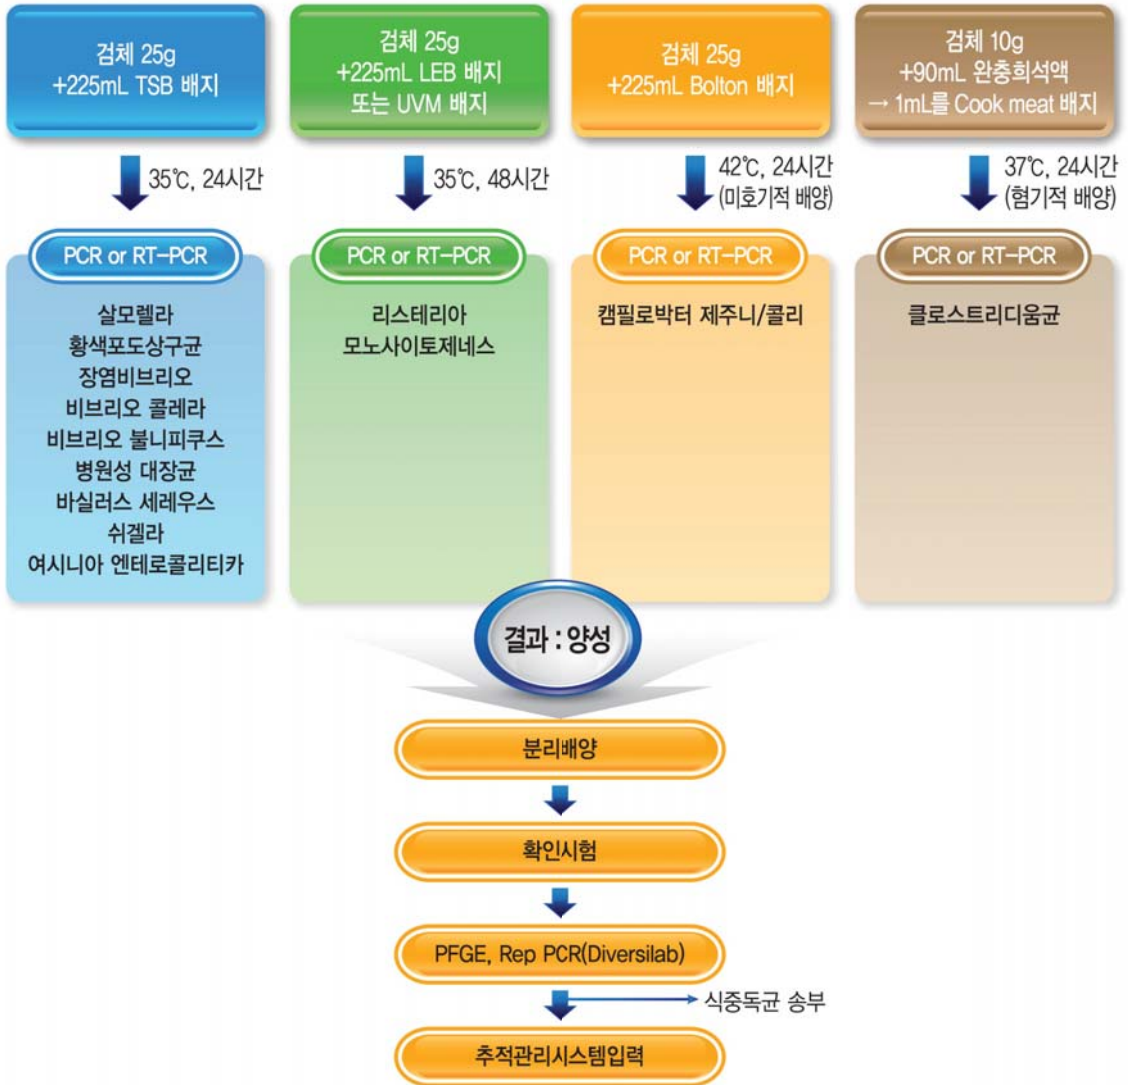 검체 25g
+225mL TSB 배지
35℃, 24시간
PCR or RT-PCR
살모렐라
황색포도상구균
장염비브리오
비브리오 콜레라
비브리오 불니피쿠스
병원성 대장균
바실러스 세레우스
쉬겔라
여시니아 엔테로콜리티카
검체 25g
+225mL LEB 배지
또는 UVM 배지
35℃, 48시간
PCR or RT-PCR
리스테리아
모노사이토제네스
검체 25g
+225mL Bolton 배지
42℃, 24시간
(미호기적 배양)
PCR or RT-PCR
캠필로박터 제주니/콜리
검체 10g
+90mL 완충희석액
→ 1mL를 Cook meat 배지
37℃, 24시간
(혐기적 배양)
PCR or RT-PCR
클로스트리디움균
결과 : 양성
분리배양
확인시험
PFGE, Rep PCR(Diversilab)
식중독균 송부
추적관리시스템입력